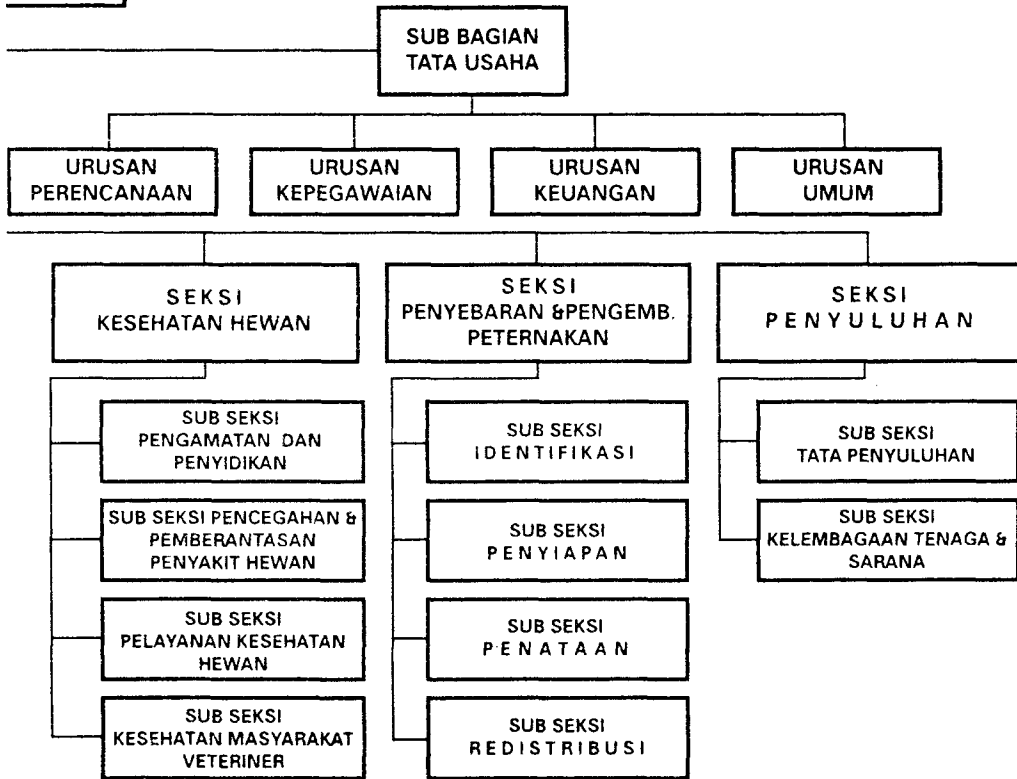 SUB BAGIAN
TATA USAHA
URUSAN
PERENCANAAN
URUSAN
KEPEGAWAIAN
URUSAN
KEUANGAN
URUSAN
UMUM
SEKSI
KESEHATAN HEWAN
SEKSI
PENYEBARAN &PENGEMB.
PETERNAKAN
SEKSI
PENYULUHAN
SUB SEKSI
PENGAMATAN DAN
PENYIDIKAN
SUB SEKSI PENCEGAHAN &
PEMBERANTASAN
PENYAKIT HEWAN
SUB SEKSI
PELAYANAN KESEHATAN
HEWAN
SUB SEKSI
KESEHATAN MASYARAKAT
VETERINER
SUB SEKSI
IDENTIFIKASI
SUB SEKSI
PENYIAPAN
SUB SEKSI
PENATAAN
SUB SEKSI
REDISTRIBUSI
SUB SEKSI
TATA PENYULUHAN
SUB SEKSI
KELEMBAGAAN TENAGA &
SARANA